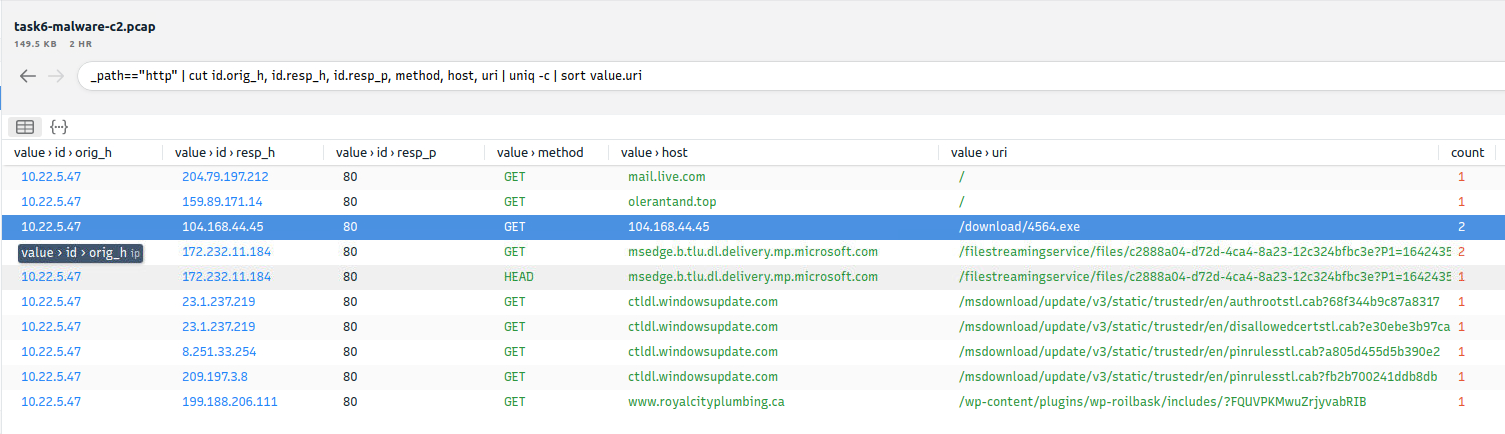 task6-malware-c2.pcap
149.5 KB 2 HR
_path=="http" | cut id.orig_h, id.resp_h, id.resp_p, method, host, uri | uniq -c | sort value.uri
value › id › orig_h value › id › resp_h value › id › resp_p value › method value › host value › uri count
10.22.5.47 204.79.197.212 80 GET mail.live.com / 1
10.22.5.47 159.89.171.14 80 GET olerantand.top / 1
10.22.5.47 104.168.44.45 80 GET 104.168.44.45 /download/4564.exe 2
value › id › orig_h ip 172.232.11.184 80 GET msedge.b.tlu.dl.delivery.mp.microsoft.com /filestreamingservice/files/c2888a04-d72d-4ca4-8a23-12c324bfbc3e?P1=1642435 2
10.22.5.47 172.232.11.184 80 HEAD msedge.b.tlu.dl.delivery.mp.microsoft.com /filestreamingservice/files/c2888a04-d72d-4ca4-8a23-12c324bfbc3e?P1=1642435 1
10.22.5.47 23.1.237.219 80 GET ctldl.windowsupdate.com /msdownload/update/v3/static/trustedr/en/authrootstl.cab?68f344b9c87a8317 1
10.22.5.47 23.1.237.219 80 GET ctldl.windowsupdate.com /msdownload/update/v3/static/trustedr/en/disallowedcertstl.cab?e30ebe3b97ca 1
10.22.5.47 8.251.33.254 80 GET ctldl.windowsupdate.com /msdownload/update/v3/static/trustedr/en/pinrulesstl.cab?a805d455d5b390e2 1
10.22.5.47 209.197.3.8 80 GET ctldl.windowsupdate.com /msdownload/update/v3/static/trustedr/en/pinrulesstl.cab?fb2b700241ddb8db 1
10.22.5.47 199.188.206.111 80 GET www.royalcityplumbing.ca /wp-content/plugins/wp-roilbask/includes/?FQUVPKMwuZrjyvabRIB 1